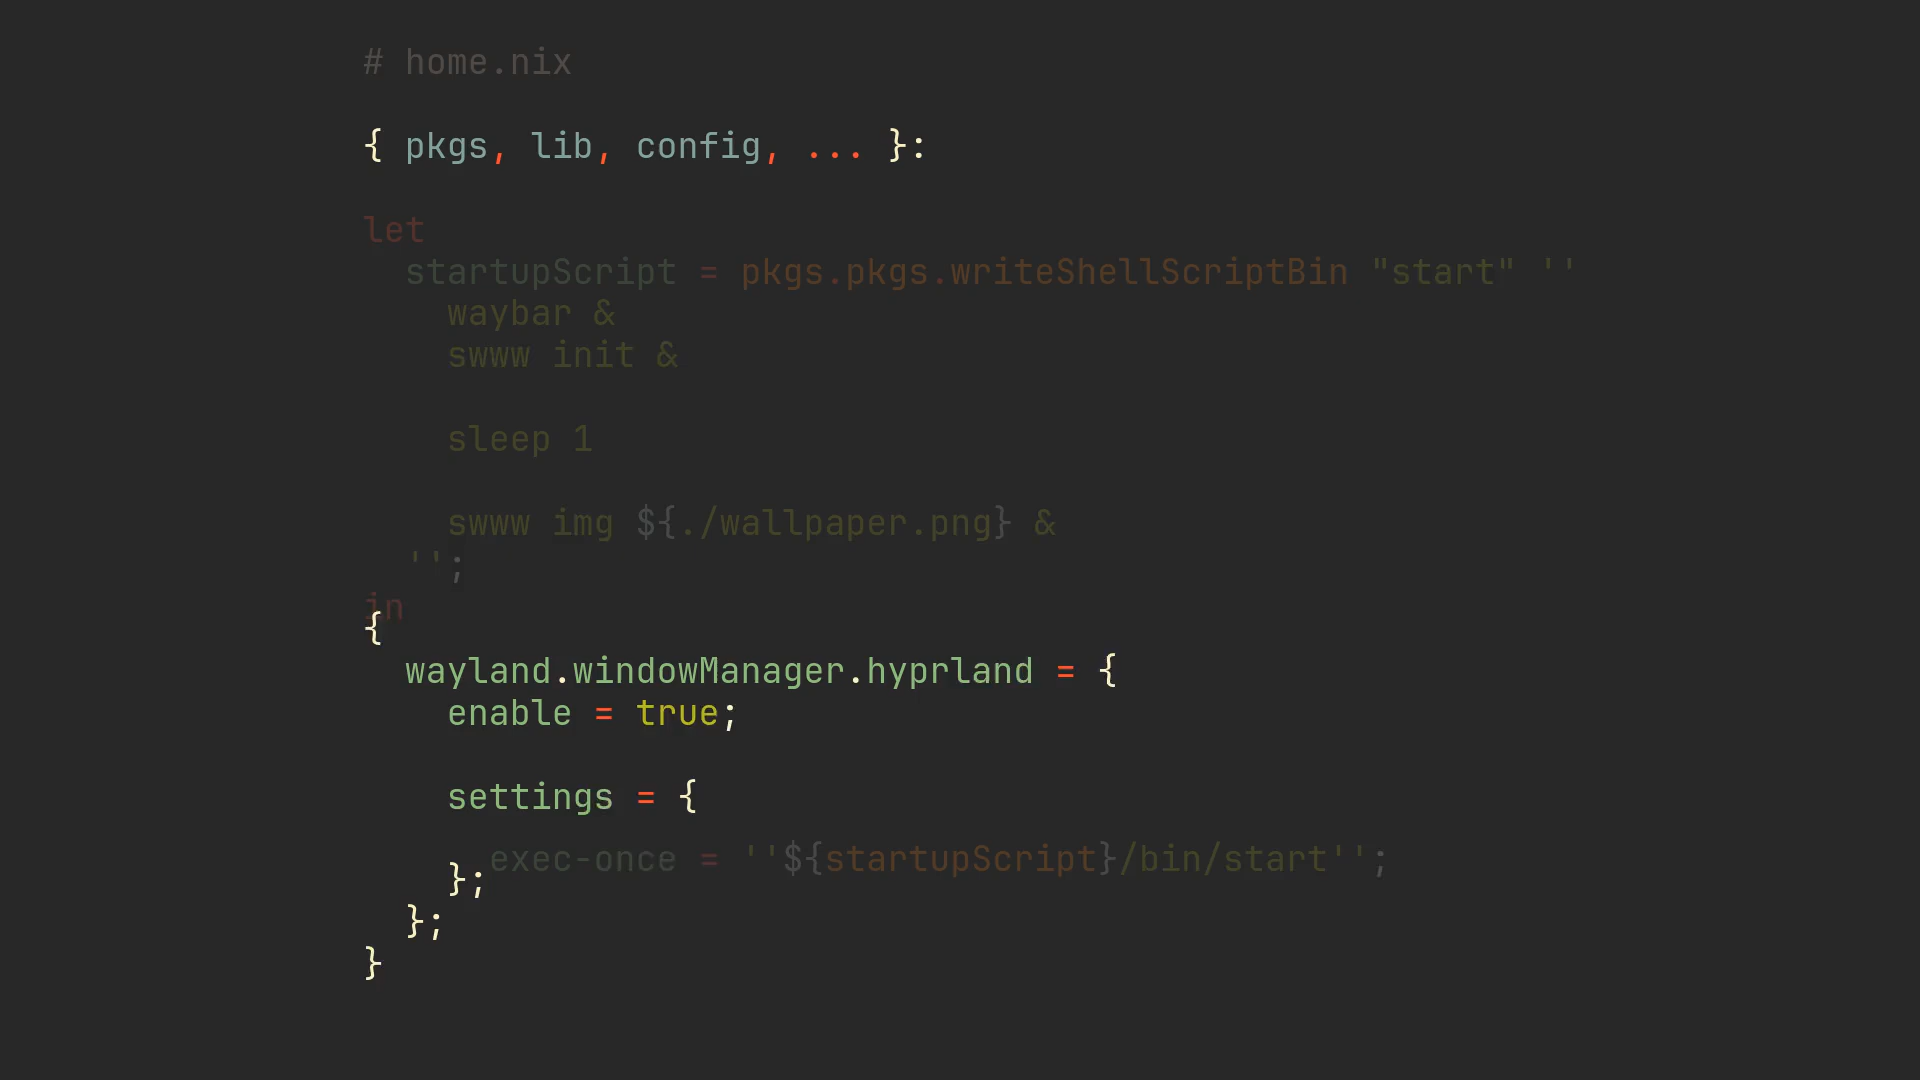 # home.nix
{ pkgs, lib, config, ... }:
let
startupScript = pkgs.pkgs.writeShellScriptBin "start" ''
waybar &
swww init &
sleep 1
swww img ${./wallpaper.png} &
'';
in
{
wayland.windowManager.hyprland = {
enable = true;
settings = {
exec-once = ''${startupScript}/bin/start'';
};
};
}